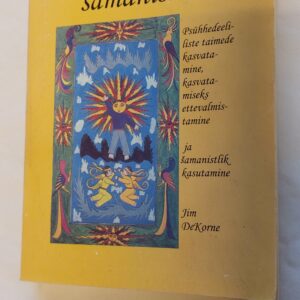 šamanis
Psühhedeeli-
liste taimede
kasvata-
mine,
kasvata-
miseks
ettevalmis-
tamine
ja
šamanistlik
kasutamine
Jim
DeKorne